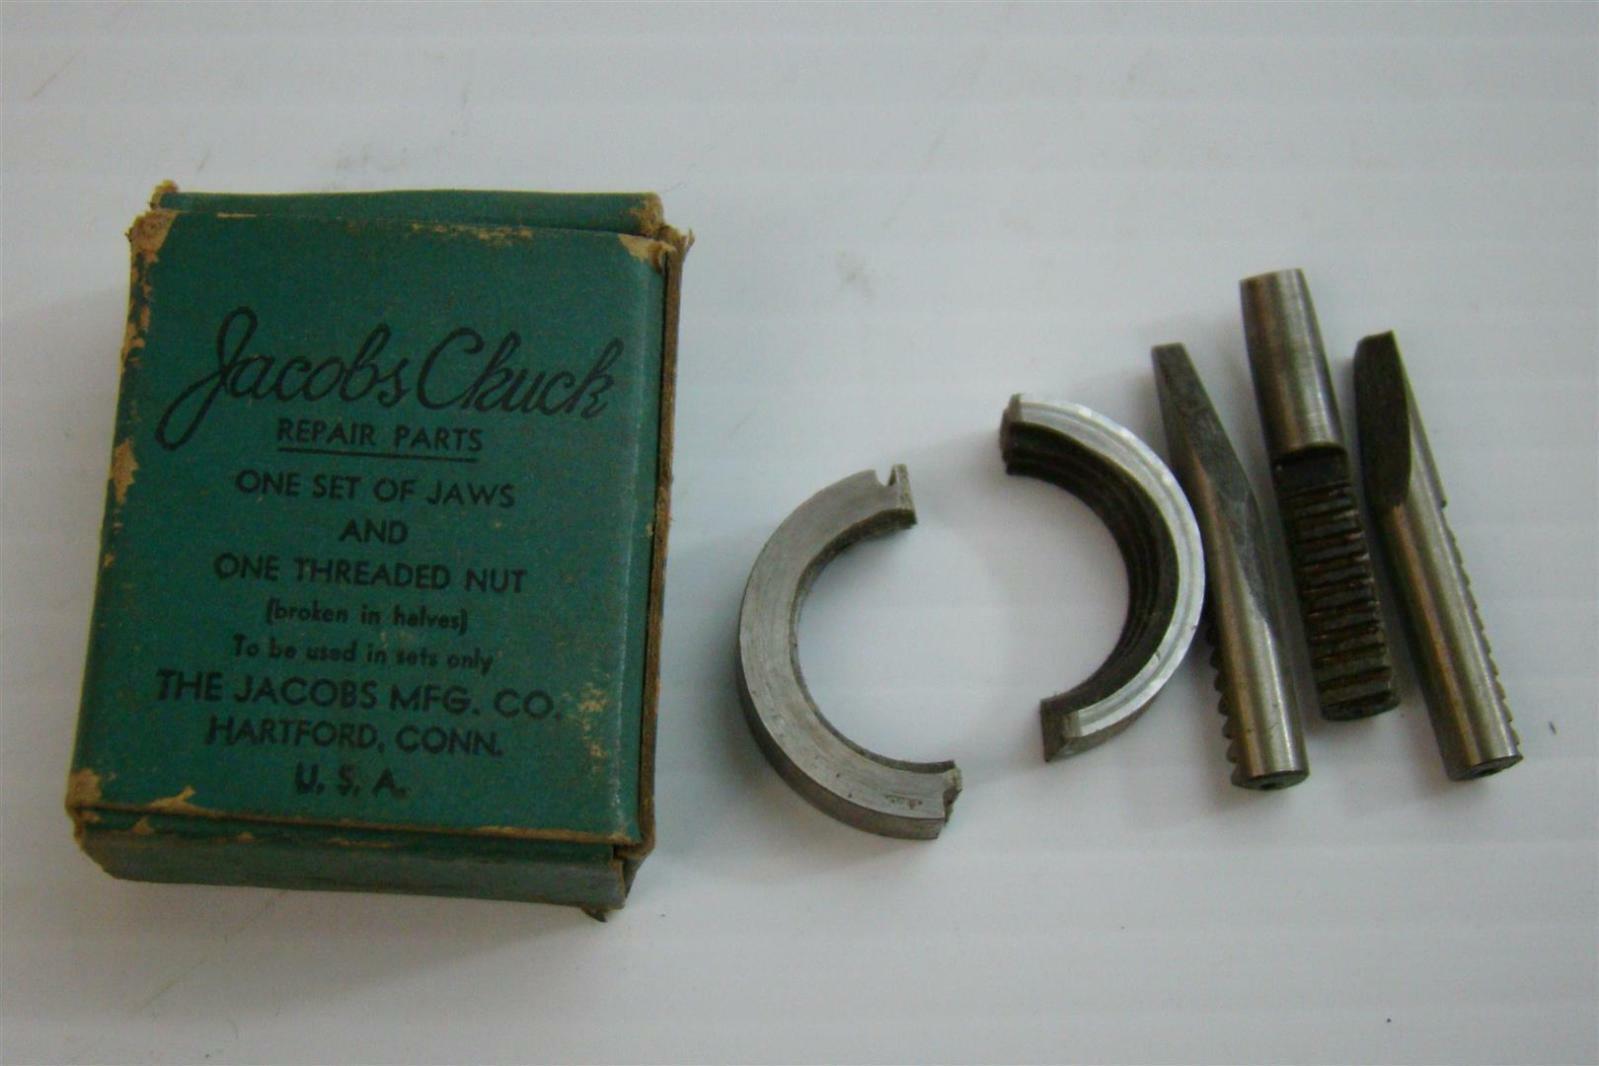 Jacobs Chuck
REPAIR PARTS
ONE SET OF JAWS
AND
ONE THREADED NUT
(broken in halves)
To be used in sets only
THE JACOBS MFG. CO.
HARTFORD, CONN.
U. S. A.